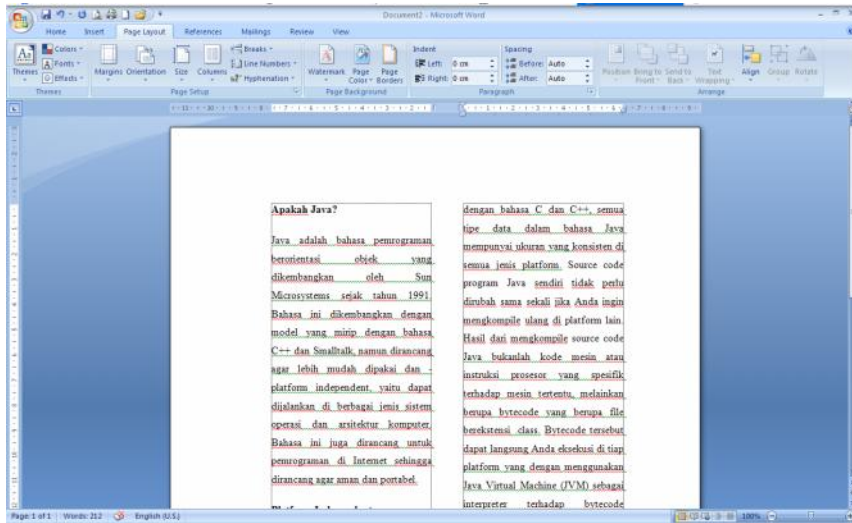 Document2 - Microsoft Word
Home Insert Page Layout References Mailings Review View
Colors Breaks Indent Spacing
Themes Fonts Margins Orientation Size Columns Line Numbers Watermark Page Color Page Borders Left: 0 cm Before: Auto Position Bring to Front Send to Back Text Wrapping Align Group Rotate
Effects Hyphenation Right: 0 cm After: Auto
Themes Page Setup Page Background Paragraph Arrange
Apakah Java?
Java adalah bahasa pemrograman
berorientasi objek yang
dikembangkan oleh Sun
Microsystems sejak tahun 1991.
Bahasa ini dikembangkan dengan
model yang mirip dengan bahasa
C++ dan Smalltalk, namun dirancang
agar lebih mudah dipakai dan -
platform independent, yaitu dapat
dijalankan di berbagai jenis sistem
operasi dan arsitektur komputer.
Bahasa ini juga dirancang untuk
pemrograman di Internet sehingga
dirancang agar aman dan portabel.
dengan bahasa C dan C++, semua
tipe data dalam bahasa Java
mempunyai ukuran yang konsisten di
semua jenis platform. Source code
program Java sendiri tidak perlu
dirubah sama sekali jika Anda ingin
mengkompile ulang di platform lain.
Hasil dari mengkompile source code
Java bukanlah kode mesin atau
instruksi prosesor yang spesifik
terhadap mesin tertentu, melainkan
berupa bytecode yang berupa file
berekstensi .class. Bytecode tersebut
dapat langsung Anda eksekusi di tiap
platform yang dengan menggunakan
Java Virtual Machine (JVM) sebagai
interpreter terhadap bytecode
Page: 1 of 1 Words: 212 English (U.S.) 100%